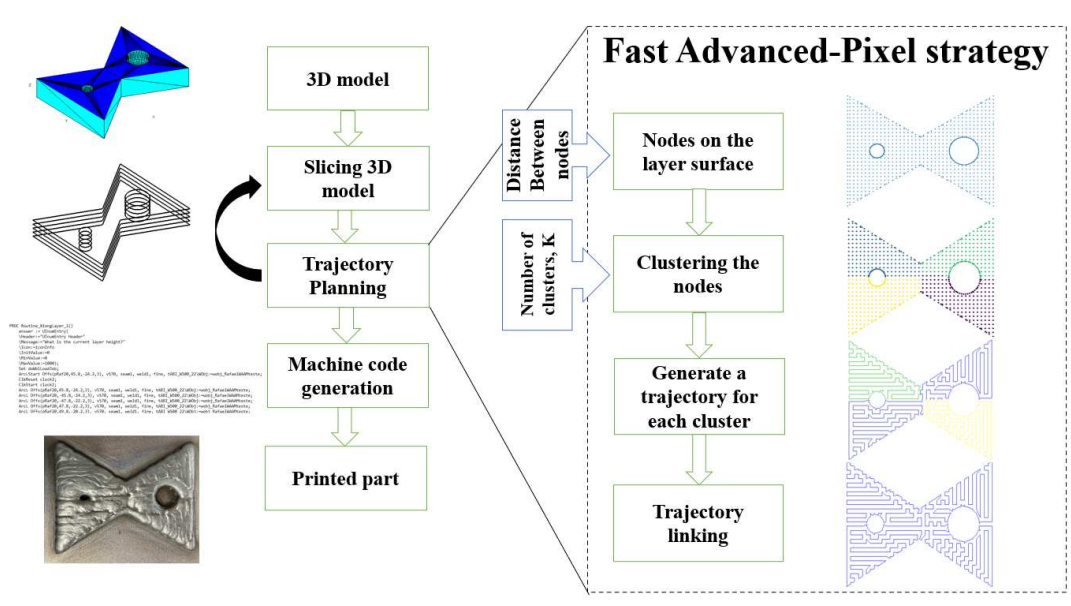 3D model
Slicing 3D
model
Trajectory
Planning
Machine code
generation
Printed part
Fast Advanced-Pixel strategy
Distance
Between
nodes
Nodes on the
layer surface
Number of
clusters, K
Clustering the
nodes
Generate a
trajectory for
each cluster
Trajectory
linking